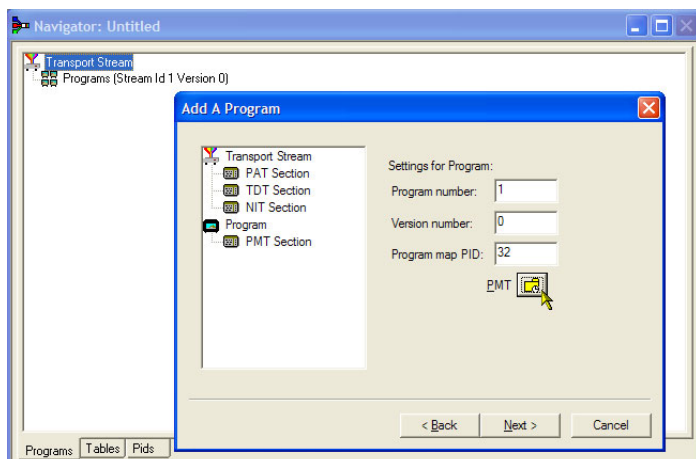 Navigator: Untitled
Transport Stream
Programs (Stream Id 1 Version 0)
Add A Program
Transport Stream
PAT Section
TDT Section
NIT Section
Program
PMT Section
Settings for Program:
Program number: 1
Version number: 0
Program map PID: 32
PMT
< Back Next > Cancel
Programs Tables Pids